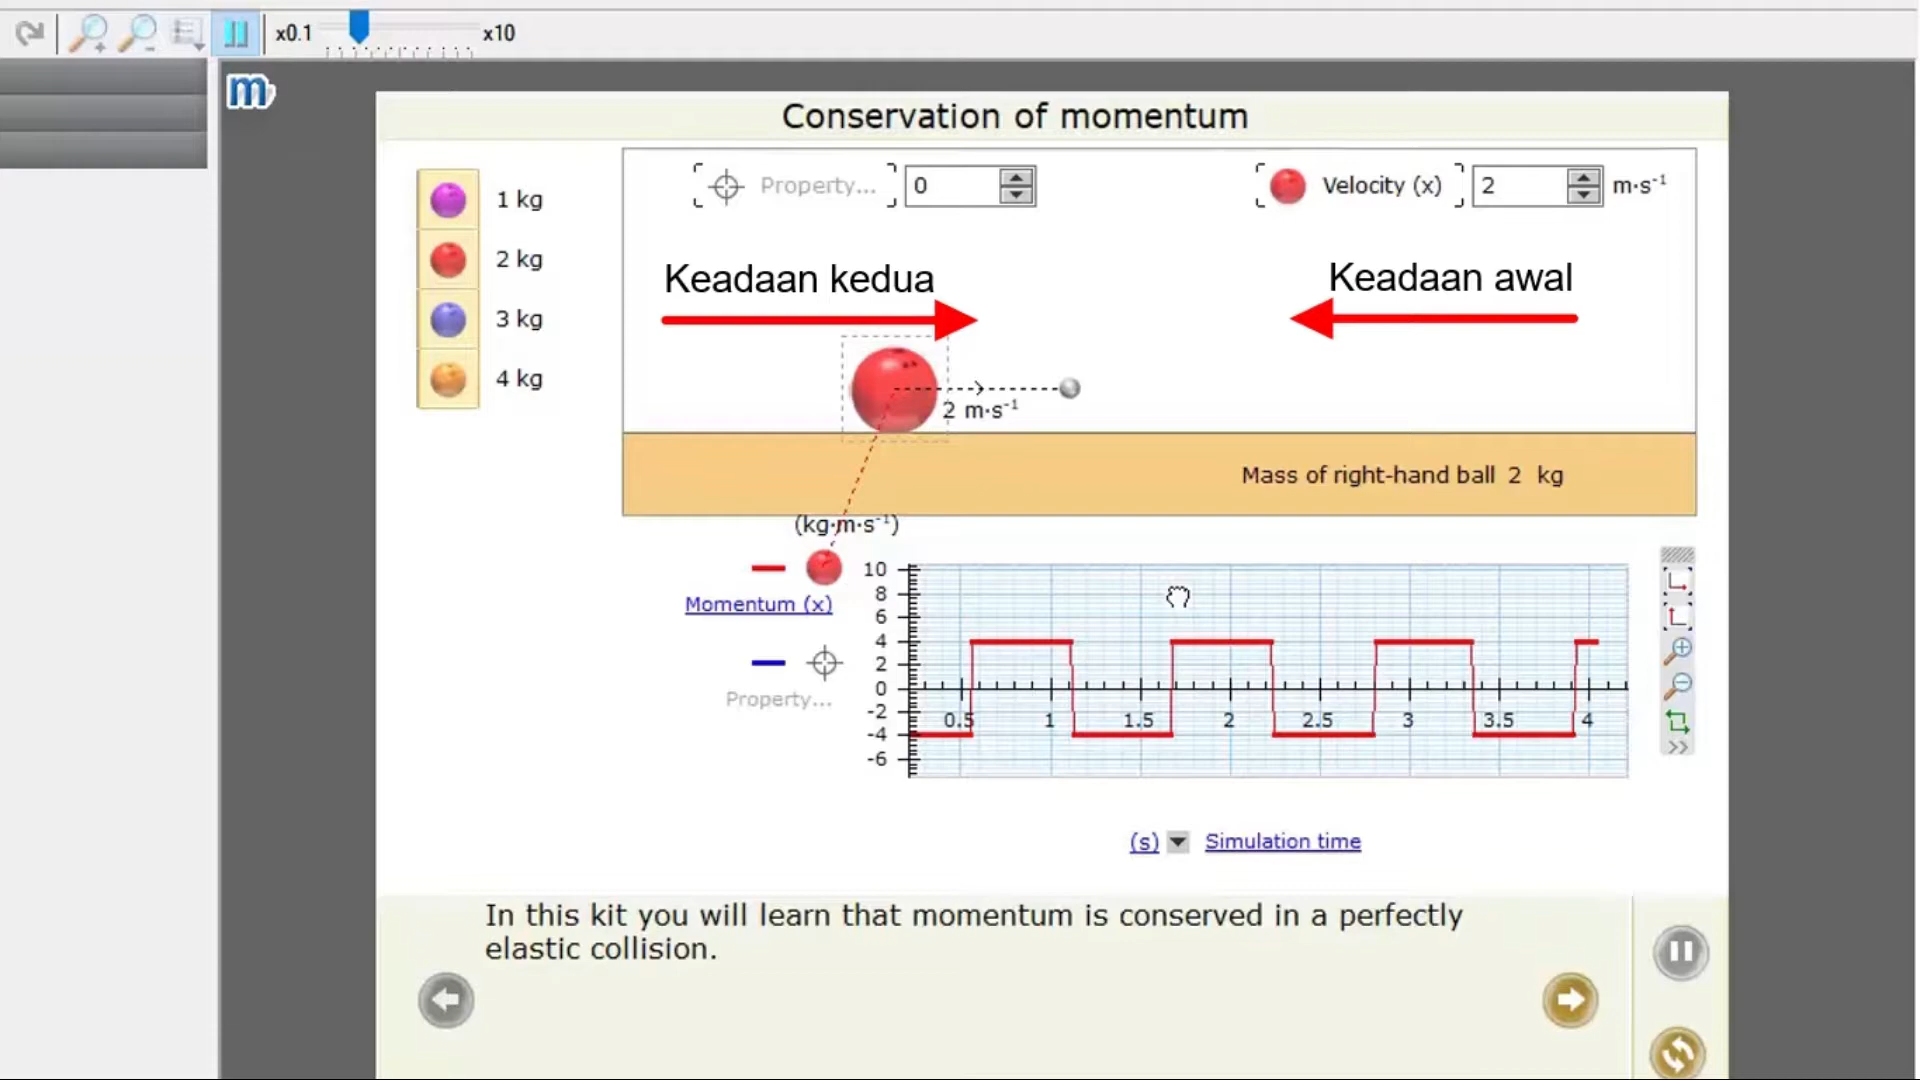 x0.1 x10
m
Conservation of momentum
1 kg
2 kg
3 kg
4 kg
Property... 0
Velocity (x) 2 m·s⁻¹
Keadaan kedua
Keadaan awal
2 m·s⁻¹
Mass of right-hand ball 2 kg
(kg·m·s⁻¹)
Momentum (x)
Property...
10
8
6
4
2
0
-2
-4
-6
0.5 1 1.5 2 2.5 3 3.5 4
(s) Simulation time
In this kit you will learn that momentum is conserved in a perfectly
elastic collision.